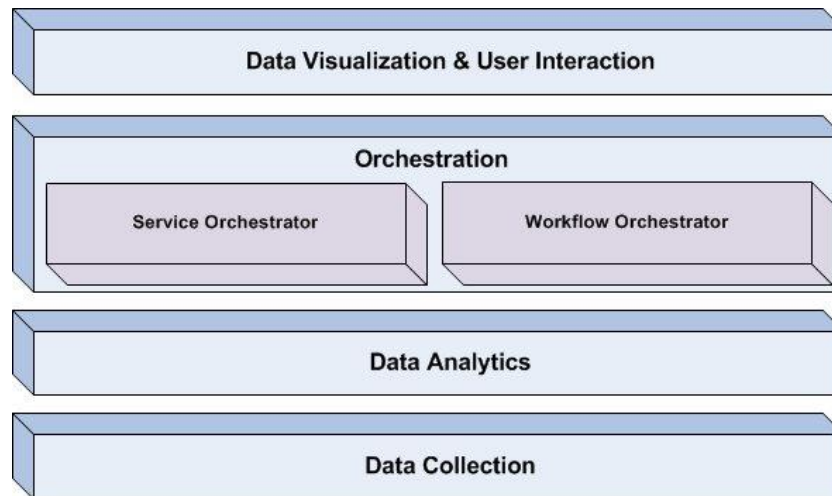 Data Visualization & User Interaction
Orchestration
Service Orchestrator
Workflow Orchestrator
Data Analytics
Data Collection